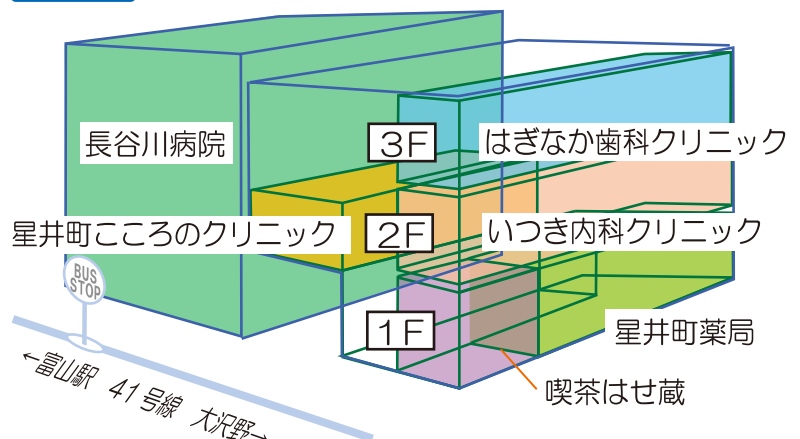 長谷川病院
3F
はぎなか歯科クリニック
星井町こころのクリニック
2F
いつき内科クリニック
BUS
STOP
1F
星井町薬局
喫茶はせ蔵
←富山駅 41号線 大沢野→